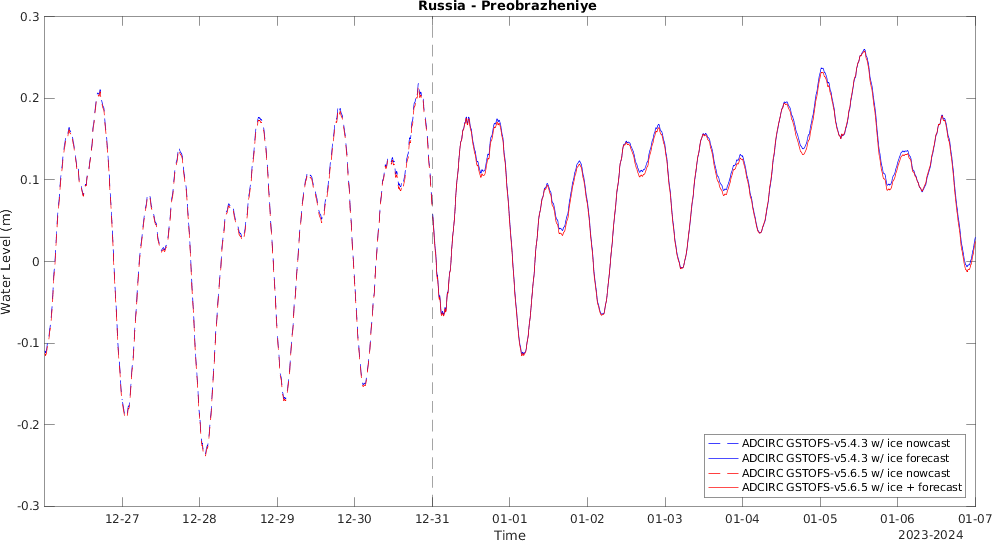 Russia - Preobrazheniye
0.3
0.2
0.1
0
-0.1
-0.2
-0.3
Water Level (m)
ADCIRC GSTOFS-v5.4.3 w/ ice nowcast
ADCIRC GSTOFS-v5.4.3 w/ ice forecast
ADCIRC GSTOFS-v5.6.5 w/ ice nowcast
ADCIRC GSTOFS-v5.6.5 w/ ice + forecast
12-27 12-28 12-29 12-30 12-31 01-01 01-02 01-03 01-04 01-05 01-06 01-07
Time
2023-2024